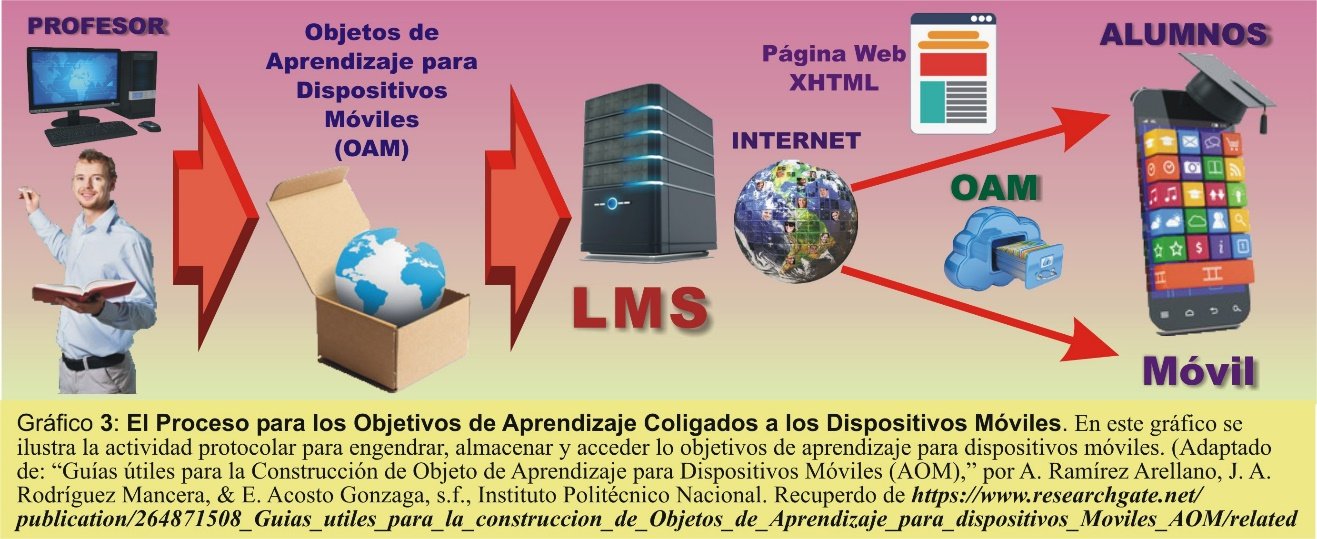 PROFESOR
Objetos de
Aprendizaje para
Dispositivos
Móviles
(OAM)
LMS
INTERNET
Página Web
XHTML
OAM
ALUMNOS
Móvil
Gráfico 3: El Proceso para los Objetivos de Aprendizaje Coligados a los Dispositivos Móviles. En este gráfico se
ilustra la actividad protocolar para engendrar, almacenar y acceder lo objetivos de aprendizaje para dispositivos móviles. (Adaptado
de: “Guías útiles para la Construcción de Objeto de Aprendizaje para Dispositivos Móviles (AOM),” por A. Ramírez Arellano, J. A.
Rodríguez Mancera, & E. Acosto Gonzaga, s.f., Instituto Politécnico Nacional. Recuperdo de https://www.researchgate.net/
publication/264871508_Guias_utiles_para_la_construccion_de_Objetos_de_Aprendizaje_para_dispositivos_Moviles_AOM/related